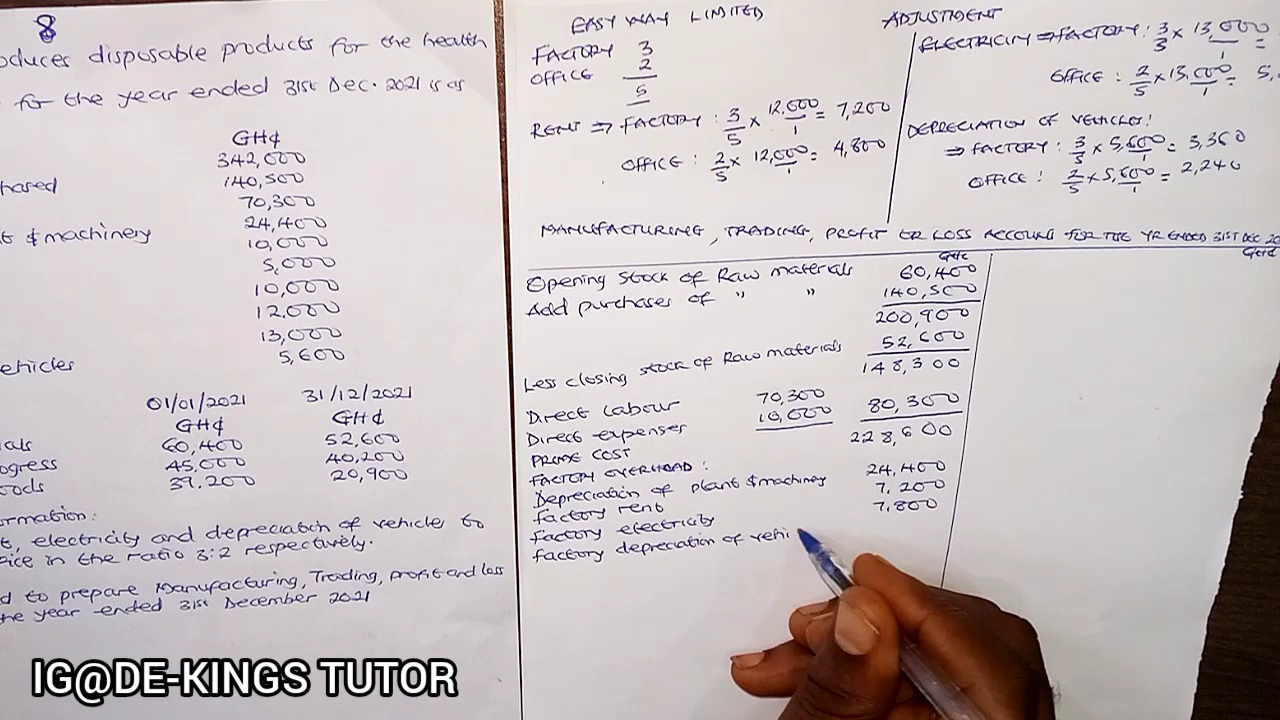 8
oduces disposable products for the health
for the year ended 31st Dec. 2021 is as
GH¢
342,000
hased 140,500
70,300
24,400
t $ machinery 10,000
5,000
10,000
12,000
13,000
ehicles 5,600
01/01/2021 31/12/2021
GH¢ GH¢
als 60,400 52,600
ogress 45,000 40,200
oods 39.200 20,900
ormation:
t, electricity and depreciation of vehicles to
ice in the ratio 3:2 respectively.
d to prepare Manufacturing, Trading, profit and loss
he year ended 31st December 2021
EASY WAY LIMITED
FACTORY 3
OFFICE 2
5
RENT ⇒ FACTORY : 3/5 × 12,000/1 = 7,200
OFFICE : 2/5 × 12,000/1 = 4,800
ADJUSTMENT
ELECTRICITY ⇒ FACTORY : 3/5 × 13,000/1 =
OFFICE : 2/5 × 13,000/1 = 5,
DEPRECIATION OF VEHICLES:
⇒ FACTORY : 3/5 × 5,600/1 = 3,360
OFFICE : 2/5 × 5,600/1 = 2,240
MANUFACTURING, TRADING, PROFIT OR LOSS ACCOUNT FOR THE YR ENDED 31ST DEC 20
GH¢ GH¢
Opening stock of Raw materials 60,400
Add purchases of " " 140,500
200,900
Less closing stock of Raw materials 52,600
148,300
Direct Labour 70,300
Direct expenses 10,000 80,300
PRIME COST 228,600
FACTORY OVERHEAD:
Depreciation of plant $ machinery 24,400
factory rent 7,200
factory electricity 7,800
factory depreciation of vehi
IG@DE-KINGS TUTOR